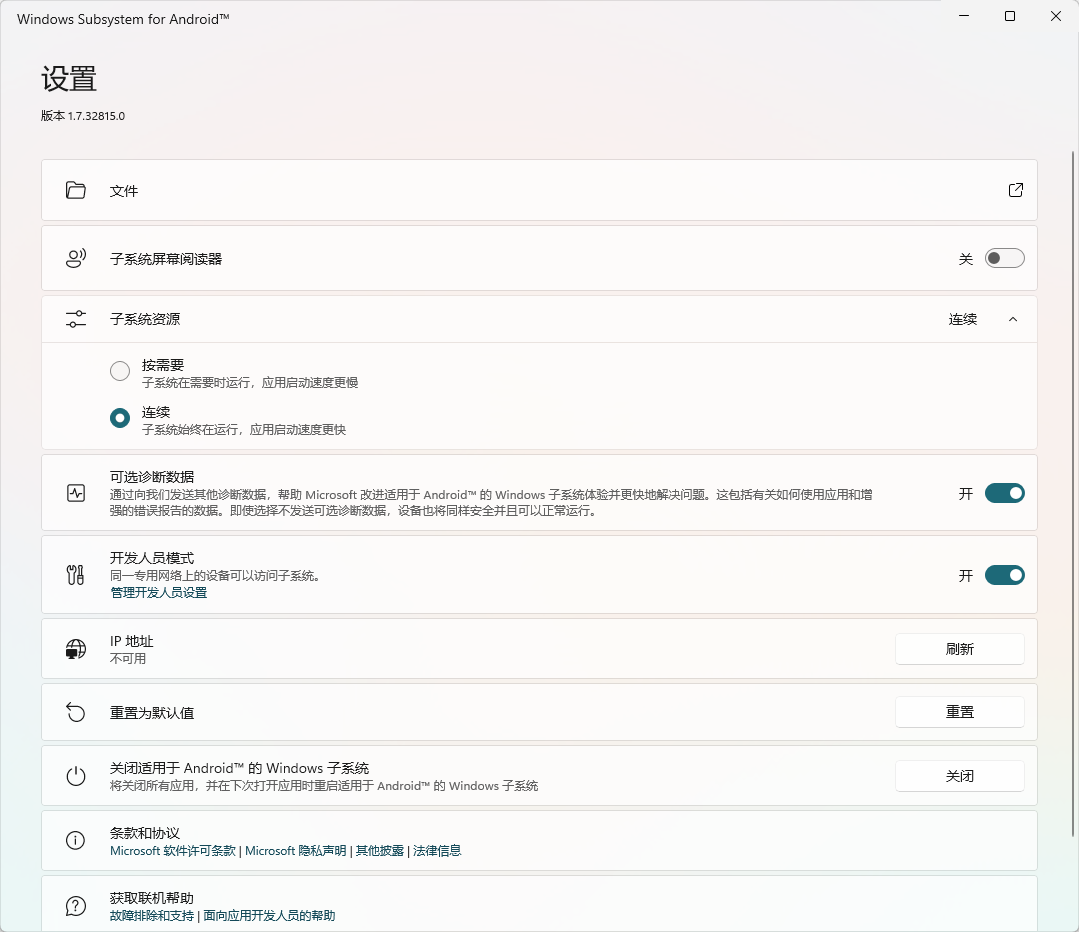 Windows Subsystem for Android™
设置
版本 1.7.32815.0
文件
子系统屏幕阅读器
关
子系统资源
连续
按需要
子系统在需要时运行，应用启动速度更慢
连续
子系统始终在运行，应用启动速度更快
可选诊断数据
通过向我们发送其他诊断数据，帮助 Microsoft 改进适用于 Android™ 的 Windows 子系统体验并更快地解决问题。这包括有关如何使用应用和增
强的错误报告的数据。即使选择不发送可选诊断数据，设备也将同样安全并且可以正常运行。
开
开发人员模式
同一专用网络上的设备可以访问子系统。
管理开发人员设置
开
IP 地址
不可用
刷新
重置为默认值
重置
关闭适用于 Android™ 的 Windows 子系统
将关闭所有应用，并在下次打开应用时重启适用于 Android™ 的 Windows 子系统
关闭
条款和协议
Microsoft 软件许可条款 | Microsoft 隐私声明 | 其他披露 | 法律信息
获取联机帮助
故障排除和支持 | 面向应用开发人员的帮助